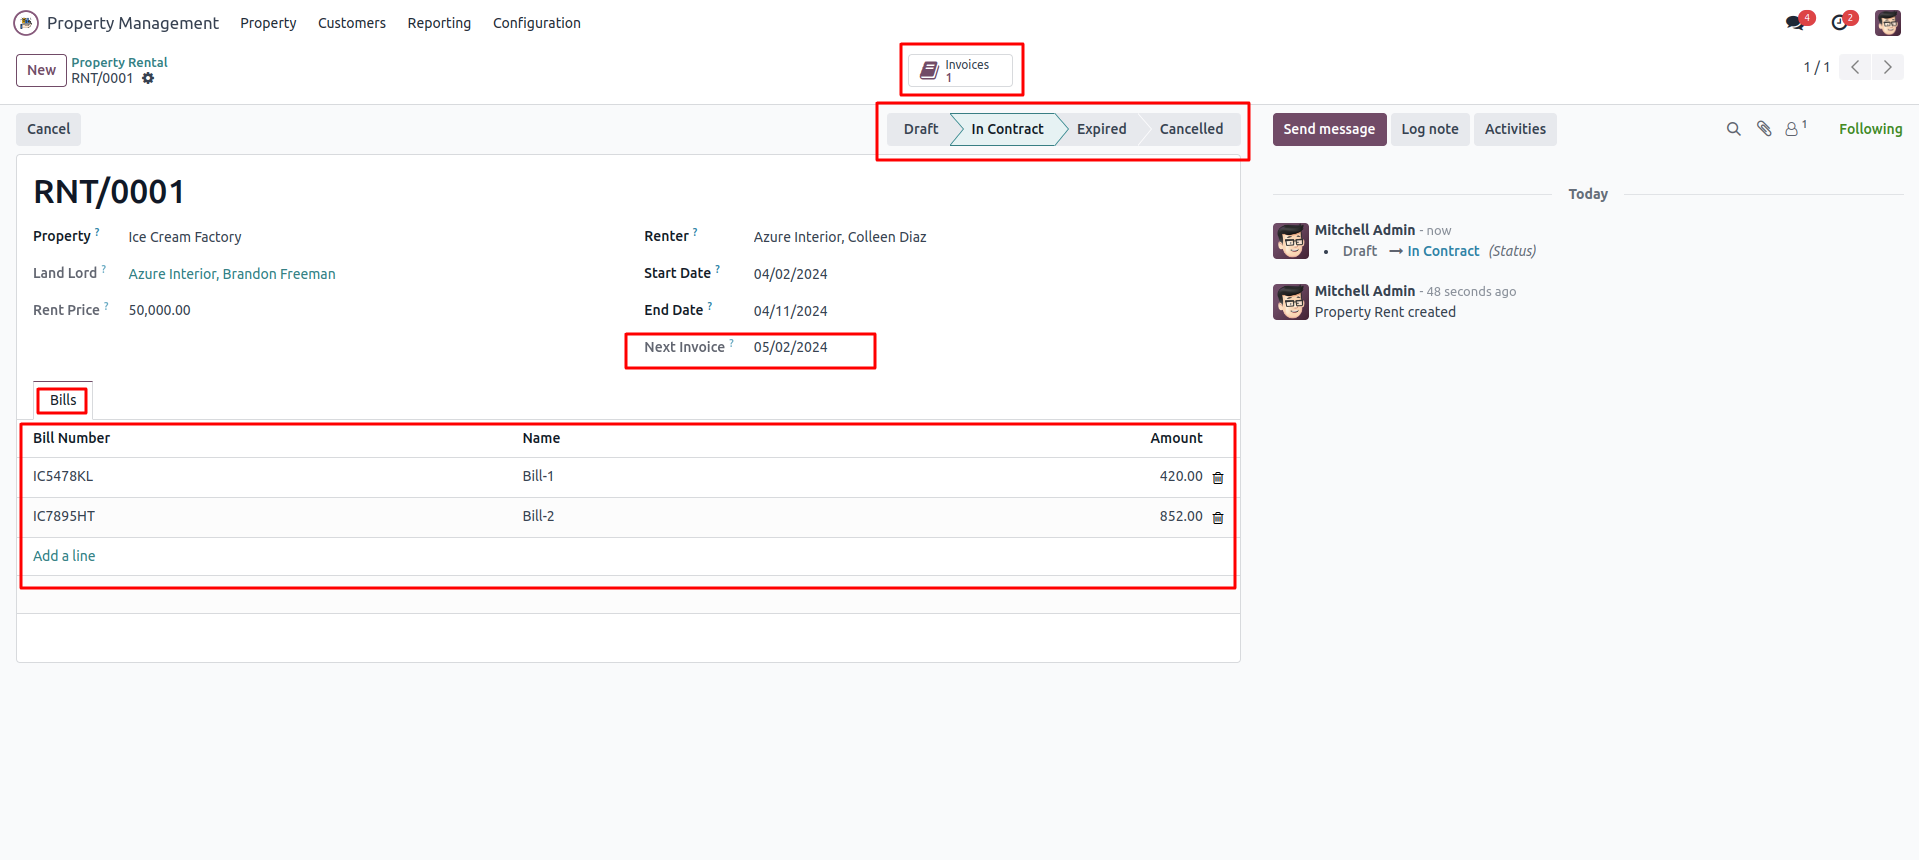 Property Management Property Customers Reporting Configuration 4 2
New Property Rental
RNT/0001
Invoices
1
1 / 1
Cancel Draft In Contract Expired Cancelled Send message Log note Activities 1 Following
RNT/0001
Property ? Ice Cream Factory
Land Lord ? Azure Interior, Brandon Freeman
Rent Price ? 50,000.00
Renter ? Azure Interior, Colleen Diaz
Start Date ? 04/02/2024
End Date ? 04/11/2024
Next Invoice ? 05/02/2024
Bills
Bill Number Name Amount
IC5478KL Bill-1 420.00
IC7895HT Bill-2 852.00
Add a line
Today
Mitchell Admin - now
• Draft → In Contract (Status)
Mitchell Admin - 48 seconds ago
Property Rent created